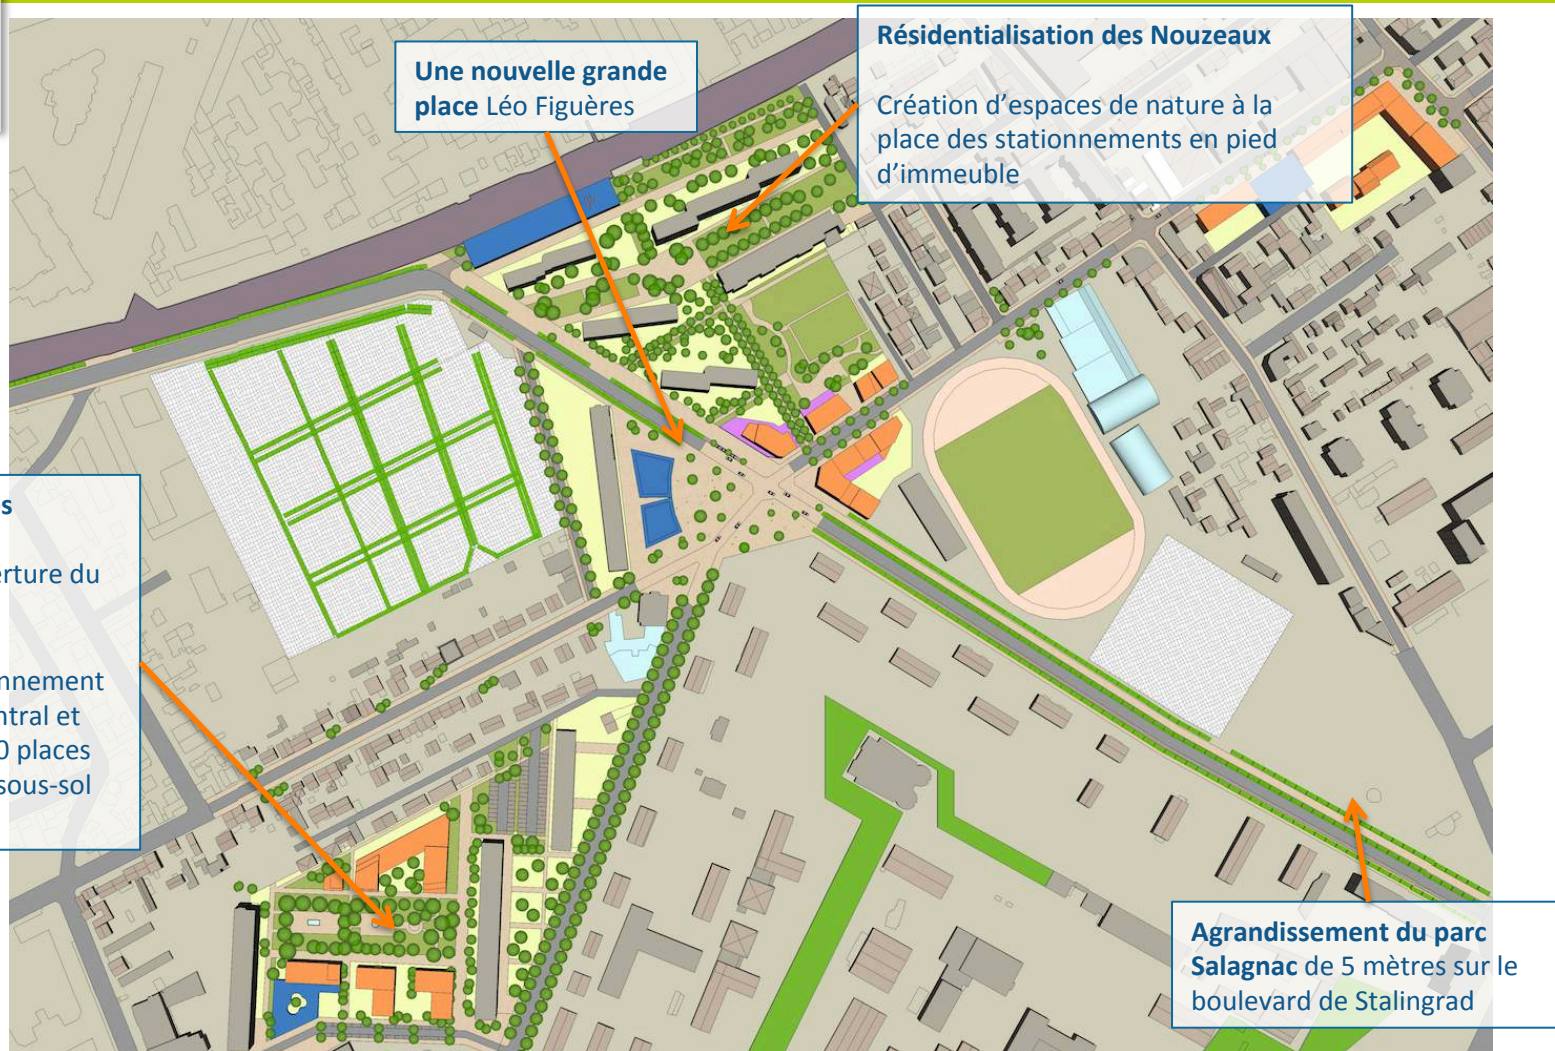 Une nouvelle grande
place Léo Figuères
Résidentialisation des Nouzeaux
Création d’espaces de nature à la
place des stationnements en pied
d’immeuble
s
erture du
nnement
ntral et
0 places
sous-sol
Agrandissement du parc
Salagnac de 5 mètres sur le
boulevard de Stalingrad